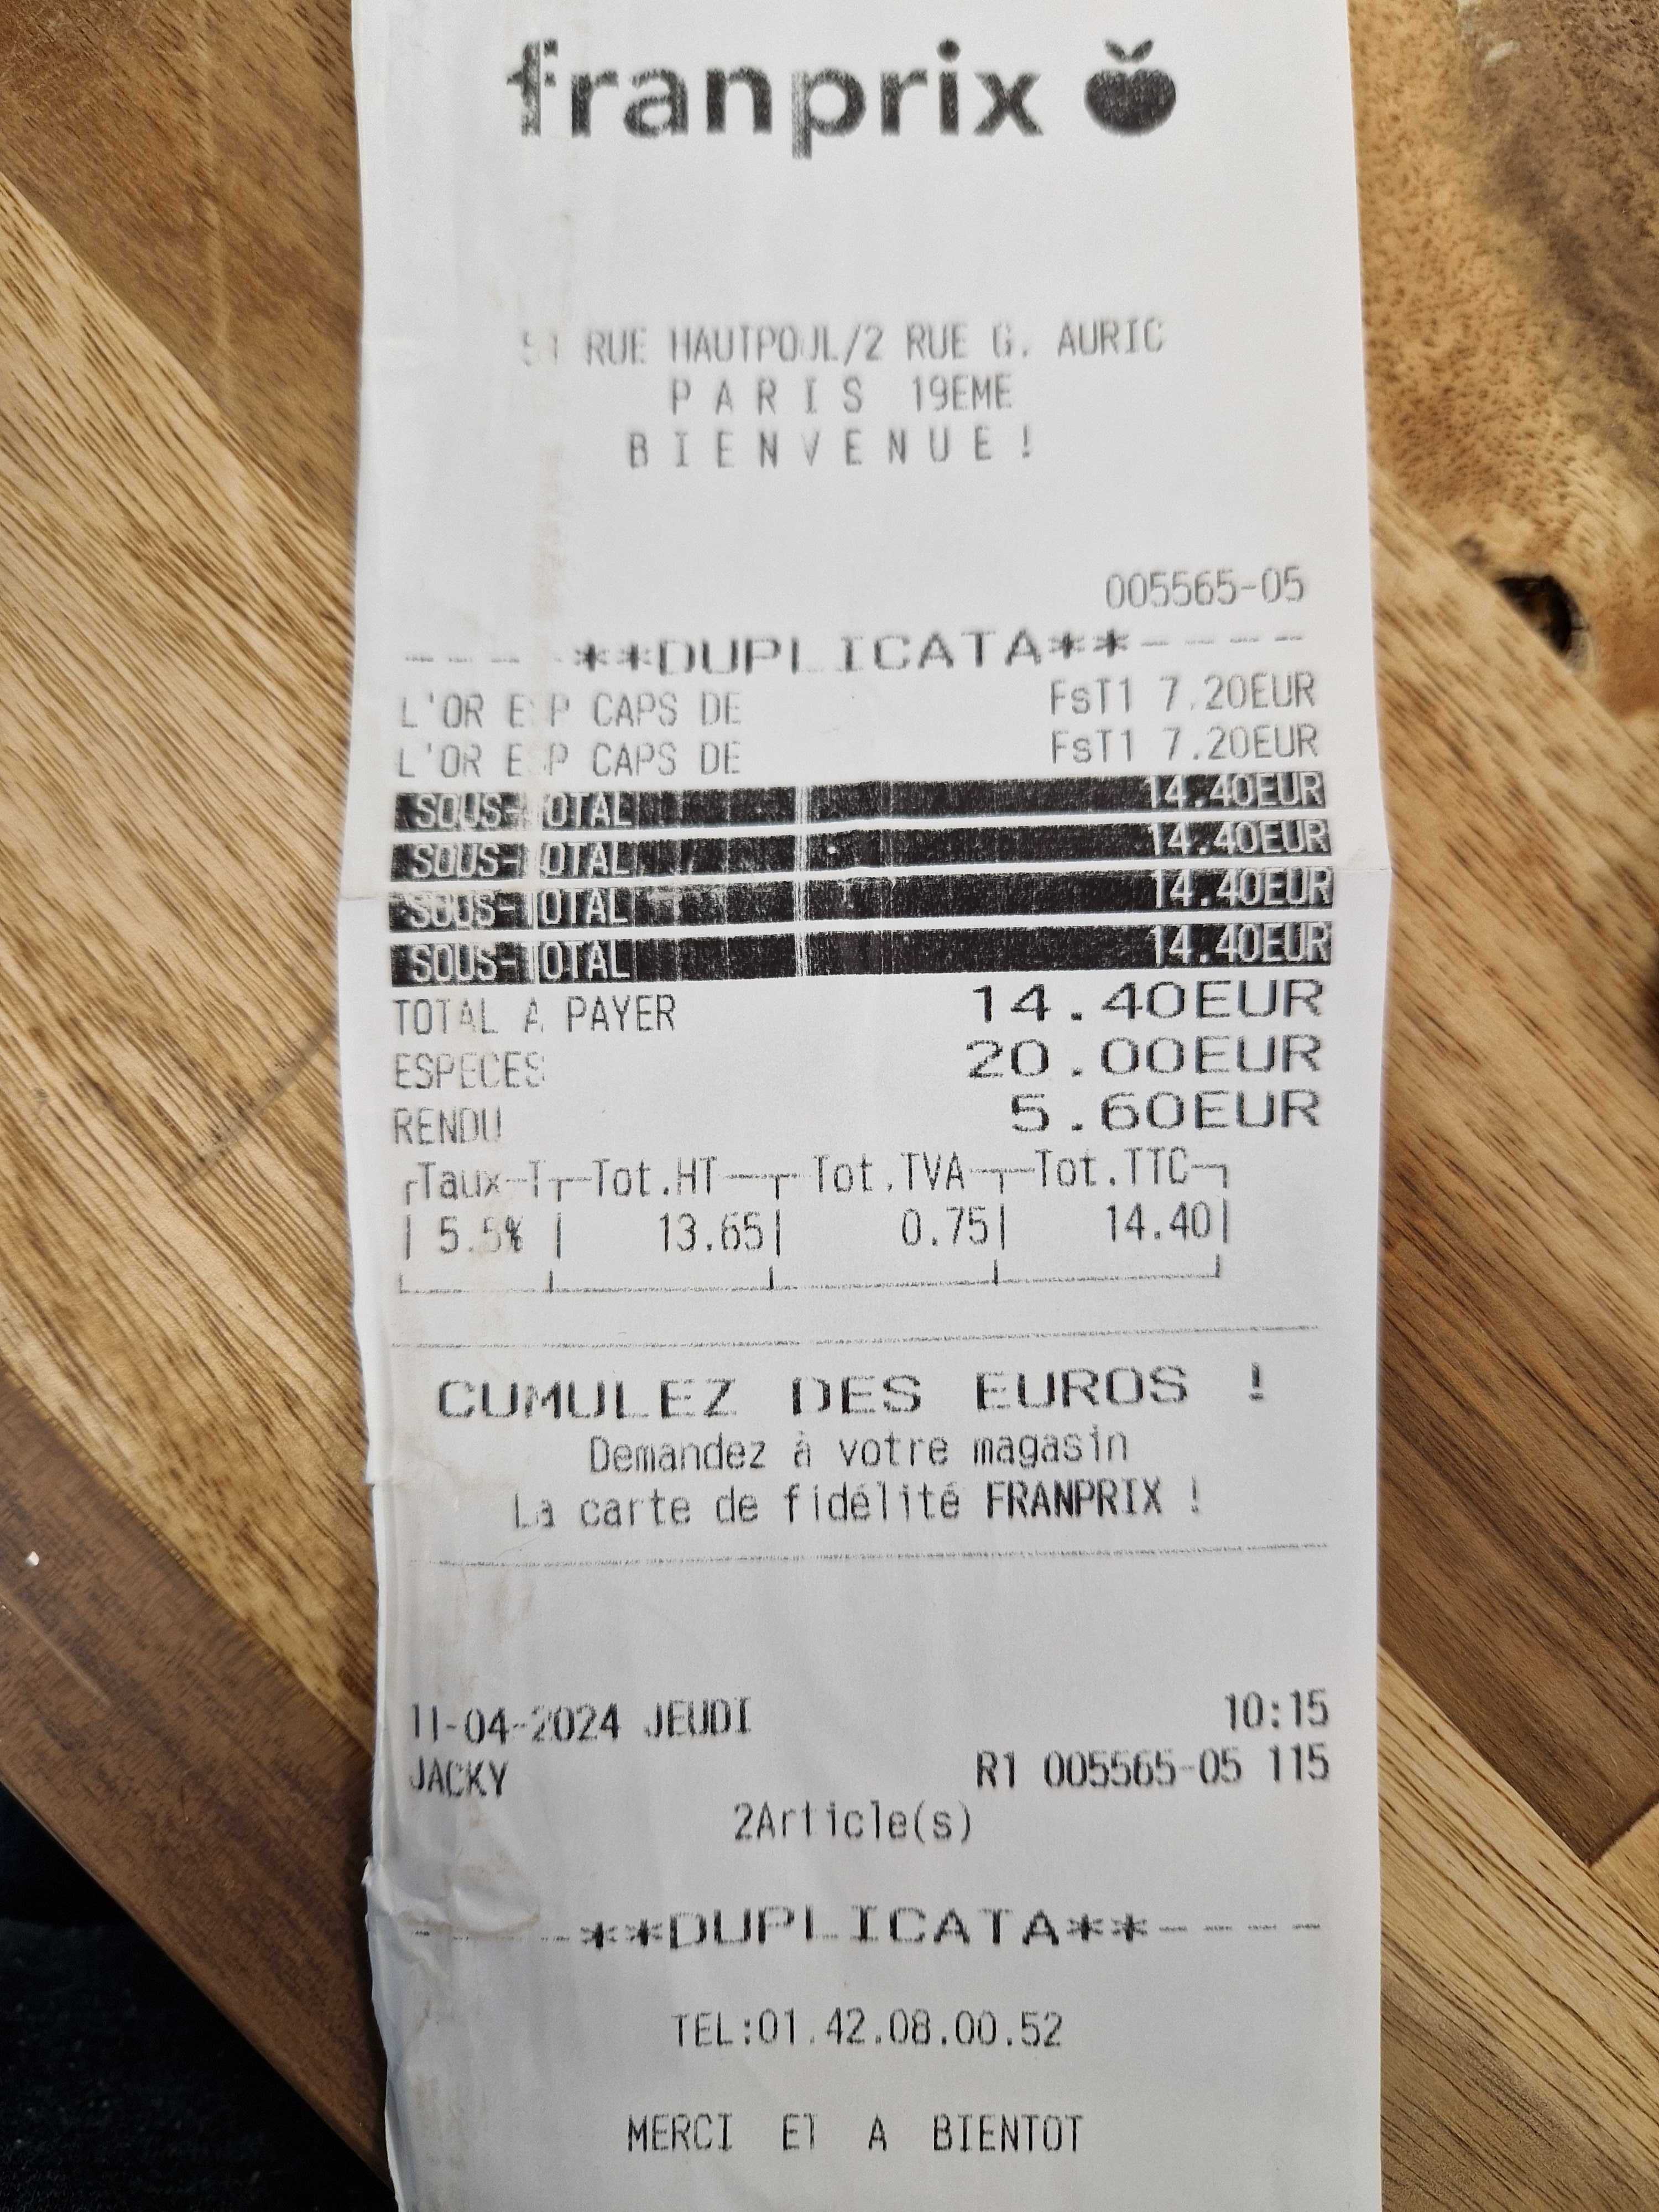 franprix
RUE HAUTPOUL/2 RUE G. AURIC
P A R I S 19EME
B I E N V E N U E !
005565-05
- - - - -**DUPLICATA**- - - -
L'OR E P CAPS DE FsT1 7.20EUR
L'OR E P CAPS DE FsT1 7.20EUR
SOUS-TOTAL 14.40EUR
SOUS-TOTAL 14.40EUR
SOUS-TOTAL 14.40EUR
SOUS-TOTAL 14.40EUR
TOTAL A PAYER 14.40EUR
ESPECES 20.00EUR
RENDU 5.60EUR
Taux-T Tot.HT Tot.TVA Tot.TTC
5.5% 13.65 0.75 14.40
CUMULEZ DES EUROS !
Demandez à votre magasin
La carte de fidélité FRANPRIX !
11-04-2024 JEUDI 10:15
JACKY R1 005565-05 115
2Article(s)
- - - - -**DUPLICATA**- - - -
TEL:01.42.08.00.52
MERCI ET A BIENTOT